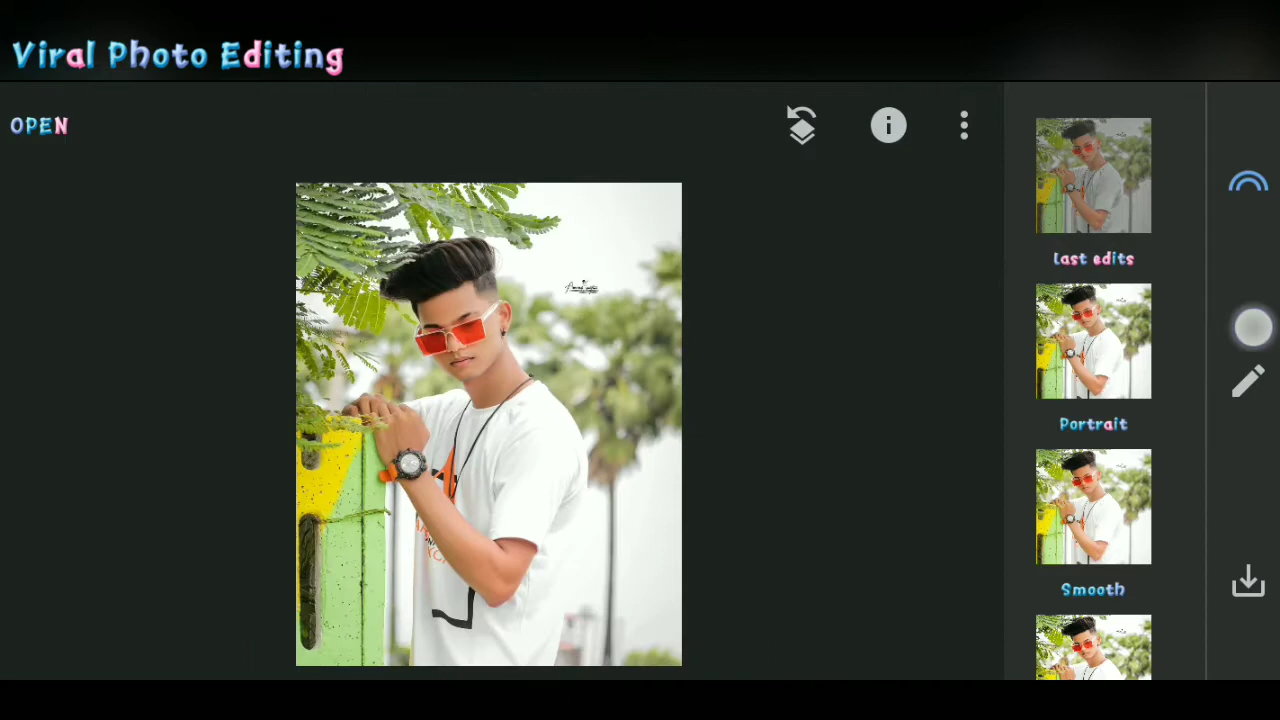 Viral Photo Editing
OPEN
Last edits
Portrait
Smooth